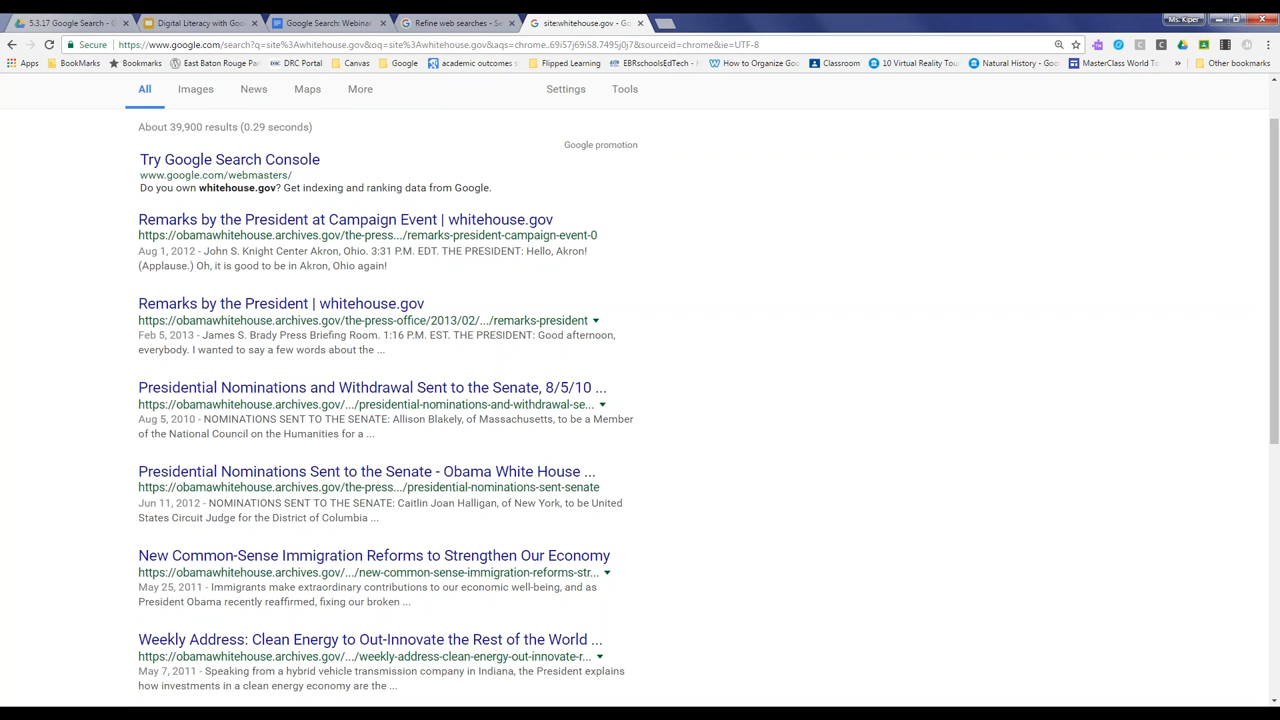 5.3.17 Google Search - G
Digital Literacy with Goo
Google Search: Webinar
Refine web searches - Se
site:whitehouse.gov - Go
Ms. Kiper
Secure
https://www.google.com/search?q=site%3Awhitehouse.gov&oq=site%3Awhitehouse.gov&aqs=chrome..69i57j69i58.7495j0j7&sourceid=chrome&ie=UTF-8
Apps
BookMarks
Bookmarks
East Baton Rouge Pa
DRC Portal
Canvas
Google
academic outcomes s
Flipped Learning
EBRschoolsEdTech -
How to Organize Goo
Classroom
10 Virtual Reality Tou
Natural History - Goo
MasterClass World T
»
Other bookmarks
All
Images
News
Maps
More
Settings
Tools
About 39,900 results (0.29 seconds)
Google promotion
Try Google Search Console
www.google.com/webmasters/
Do you own whitehouse.gov? Get indexing and ranking data from Google.
Remarks by the President at Campaign Event | whitehouse.gov
https://obamawhitehouse.archives.gov/the-press.../remarks-president-campaign-event-0
Aug 1, 2012 - John S. Knight Center Akron, Ohio. 3:31 P.M. EDT. THE PRESIDENT: Hello, Akron!
(Applause.) Oh, it is good to be in Akron, Ohio again!
Remarks by the President | whitehouse.gov
https://obamawhitehouse.archives.gov/the-press-office/2013/02/.../remarks-president
Feb 5, 2013 - James S. Brady Press Briefing Room. 1:16 P.M. EST. THE PRESIDENT: Good afternoon,
everybody. I wanted to say a few words about the ...
Presidential Nominations and Withdrawal Sent to the Senate, 8/5/10 ...
https://obamawhitehouse.archives.gov/.../presidential-nominations-and-withdrawal-se...
Aug 5, 2010 - NOMINATIONS SENT TO THE SENATE: Allison Blakely, of Massachusetts, to be a Member
of the National Council on the Humanities for a ...
Presidential Nominations Sent to the Senate - Obama White House ...
https://obamawhitehouse.archives.gov/the-press.../presidential-nominations-sent-senate
Jun 11, 2012 - NOMINATIONS SENT TO THE SENATE: Caitlin Joan Halligan, of New York, to be United
States Circuit Judge for the District of Columbia ...
New Common-Sense Immigration Reforms to Strengthen Our Economy
https://obamawhitehouse.archives.gov/.../new-common-sense-immigration-reforms-str...
May 25, 2011 - Immigrants make extraordinary contributions to our economic well-being, and as
President Obama recently reaffirmed, fixing our broken ...
Weekly Address: Clean Energy to Out-Innovate the Rest of the World ...
https://obamawhitehouse.archives.gov/.../weekly-address-clean-energy-out-innovate-r...
May 7, 2011 - Speaking from a hybrid vehicle transmission company in Indiana, the President explains
how investments in a clean energy economy are the ...